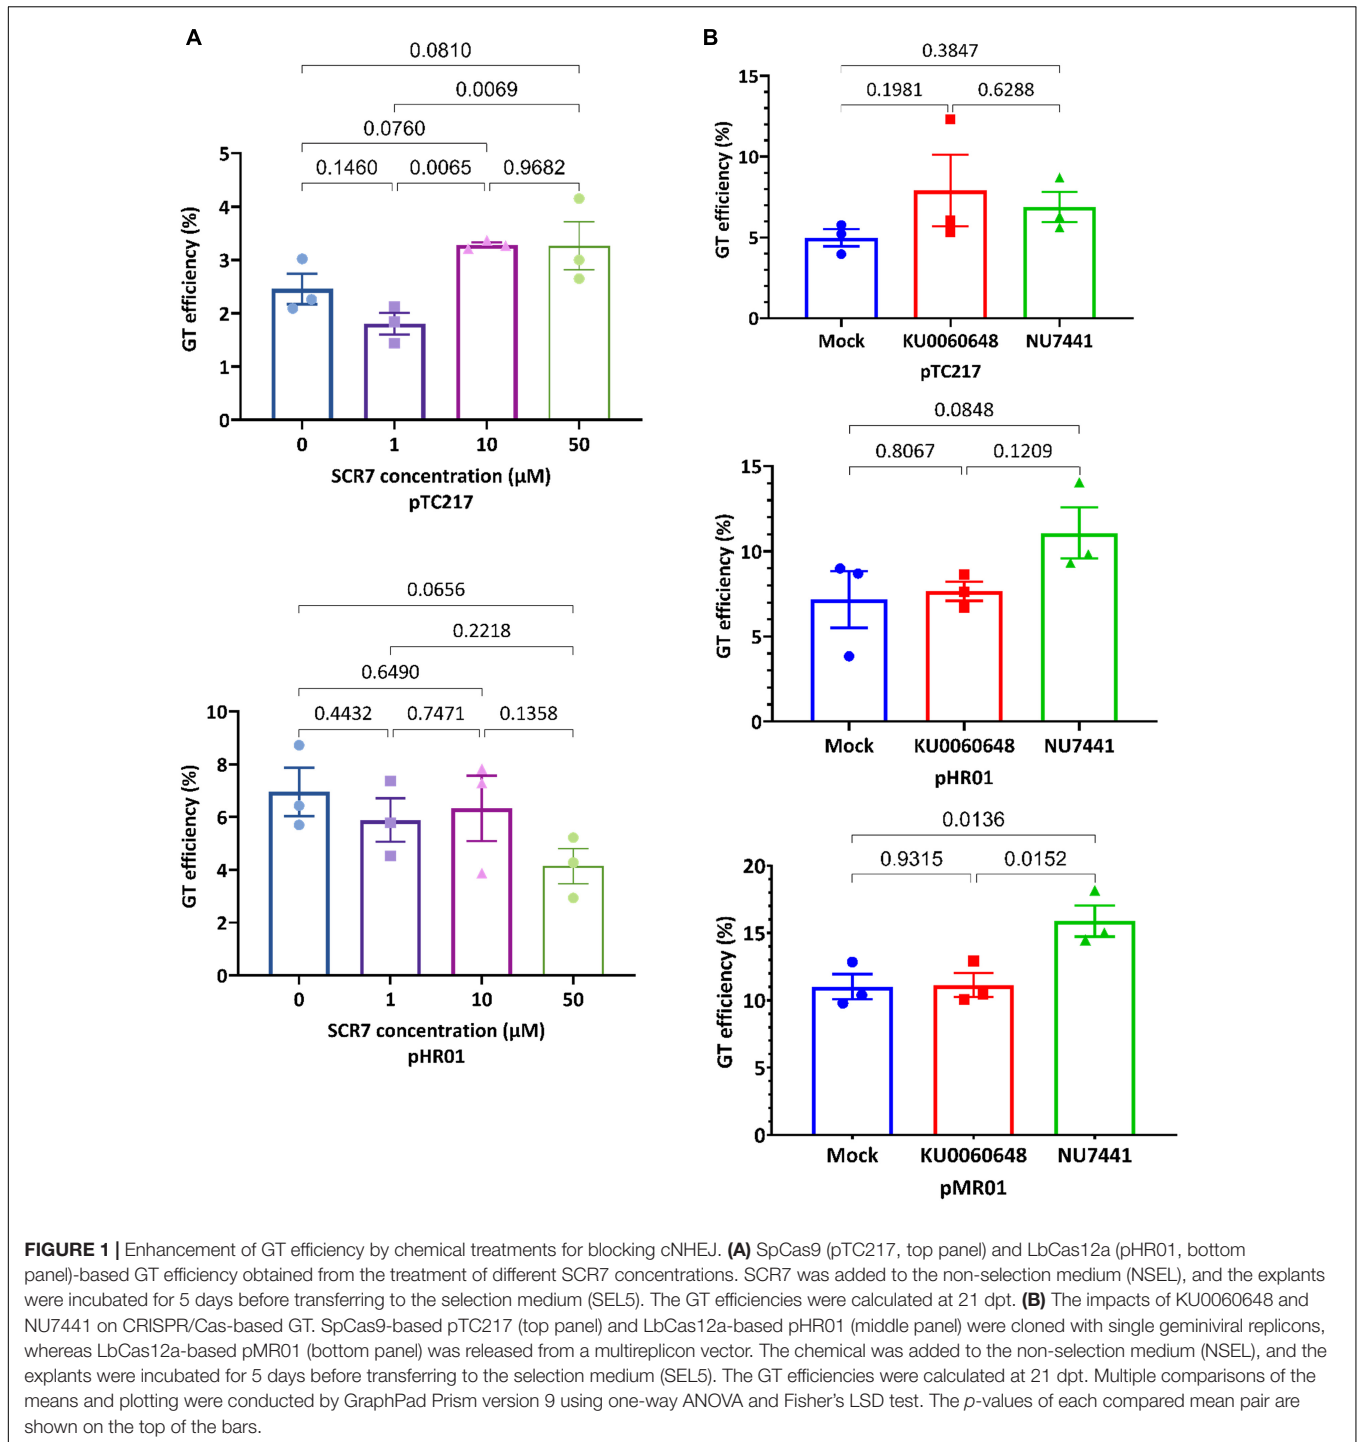 A
0.0810
0.0069
0.0760
0.1460 0.0065 0.9682
5
4
3
2
1
0
GT efficiency (%)
0 1 10 50
SCR7 concentration (µM)
pTC217
0.0656
0.2218
0.6490
0.4432 0.7471 0.1358
10
8
6
4
2
0
GT efficiency (%)
0 1 10 50
SCR7 concentration (µM)
pHR01
B
0.3847
0.1981 0.6288
15
10
5
0
GT efficiency (%)
Mock KU0060648 NU7441
pTC217
0.0848
0.8067 0.1209
15
10
5
0
GT efficiency (%)
Mock KU0060648 NU7441
pHR01
0.0136
0.9315 0.0152
20
15
10
5
0
GT efficiency (%)
Mock KU0060648 NU7441
pMR01
FIGURE 1 | Enhancement of GT efficiency by chemical treatments for blocking cNHEJ. (A) SpCas9 (pTC217, top panel) and LbCas12a (pHR01, bottom
panel)-based GT efficiency obtained from the treatment of different SCR7 concentrations. SCR7 was added to the non-selection medium (NSEL), and the explants
were incubated for 5 days before transferring to the selection medium (SEL5). The GT efficiencies were calculated at 21 dpt. (B) The impacts of KU0060648 and
NU7441 on CRISPR/Cas-based GT. SpCas9-based pTC217 (top panel) and LbCas12a-based pHR01 (middle panel) were cloned with single geminiviral replicons,
whereas LbCas12a-based pMR01 (bottom panel) was released from a multireplicon vector. The chemical was added to the non-selection medium (NSEL), and the
explants were incubated for 5 days before transferring to the selection medium (SEL5). The GT efficiencies were calculated at 21 dpt. Multiple comparisons of the
means and plotting were conducted by GraphPad Prism version 9 using one-way ANOVA and Fisher's LSD test. The p-values of each compared mean pair are
shown on the top of the bars.